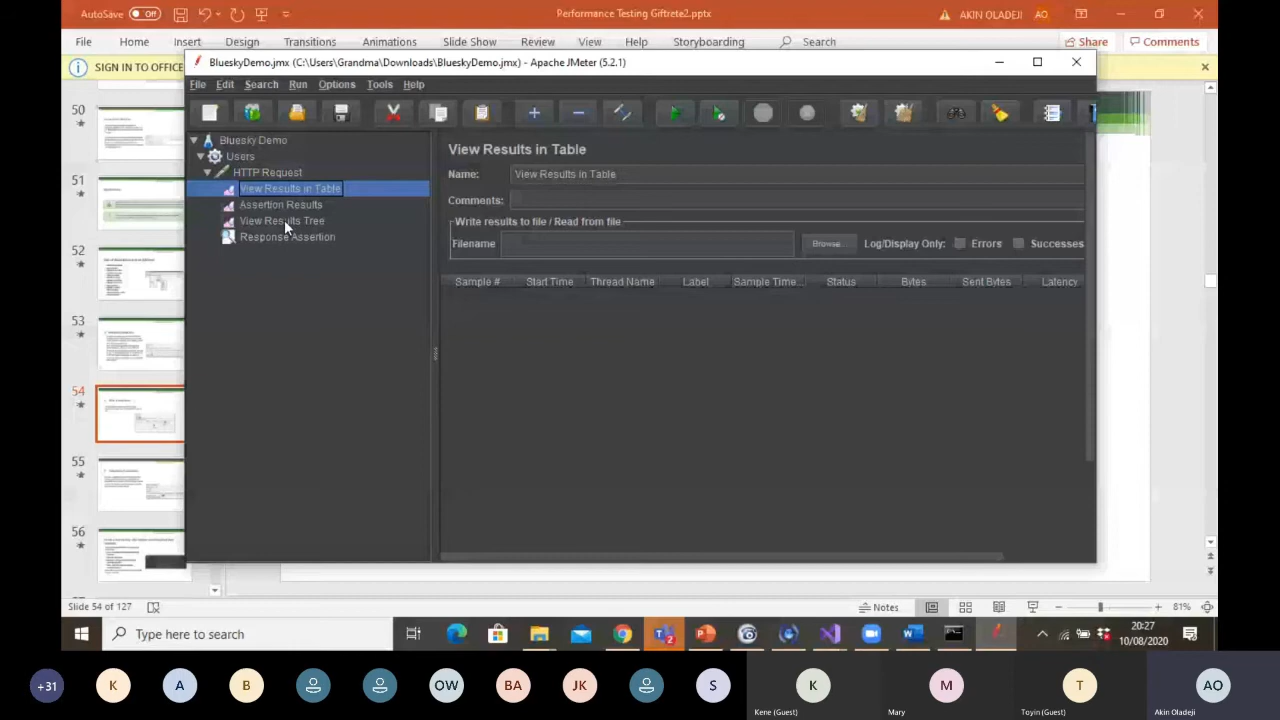 AutoSave Off Performance Testing Giftrete2.pptx AKIN OLADEJI AO
File Home Insert Design Transitions Animations Slide Show Review View Help Storyboarding Search Share Comments
SIGN IN TO OFFICE
BlueskyDemo.jmx (C:\Users\Grandma\Downloads\BlueskyDemo.jmx) - Apache JMeter (5.2.1)
File Edit Search Run Options Tools Help
Bluesky Demo
Users
HTTP Request
View Results in Table
Assertion Results
View Results Tree
Response Assertion
View Results in Table
Name: View Results in Table
Comments:
Write results to file / Read from file
Filename Browse... Log/Display Only: Errors Successes
Sample # Start Time Thread Name Label Sample Time Status Bytes Sent Bytes Latency
50
51
52
53
54
55
56
Slide 54 of 127 Notes 81%
Type here to search 2 20:27
10/08/2020
+31 K A B OW BA JK S K M T AO
Kene (Guest) Mary Toyin (Guest) Akin Oladeji